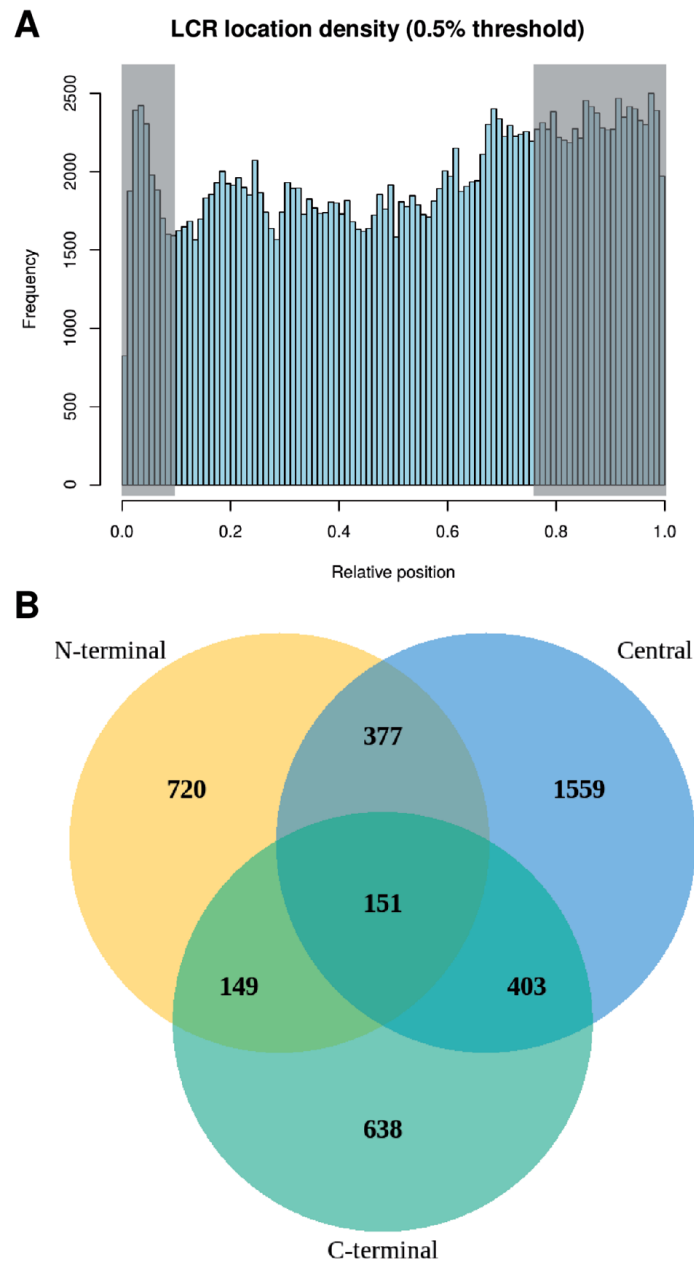 A
LCR location density (0.5% threshold)
Frequency
2500
2000
1500
1000
500
0
0.0 0.2 0.4 0.6 0.8 1.0
Relative position
B
N-terminal Central
377
720 1559
151
149 403
638
C-terminal